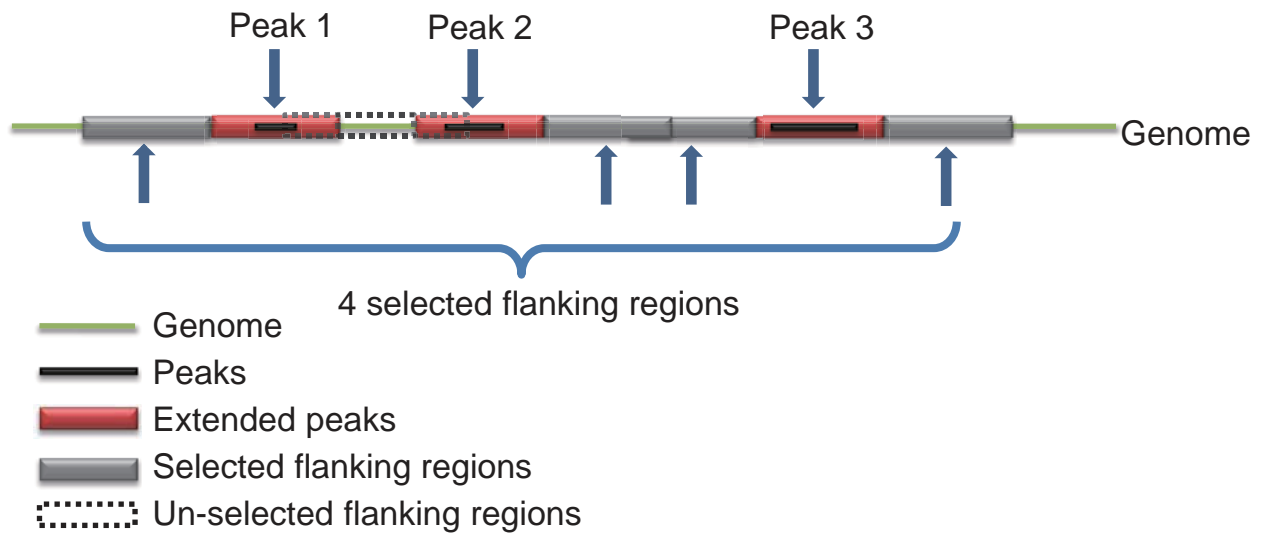 Peak 1 Peak 2 Peak 3
Genome
4 selected flanking regions
Genome
Peaks
Extended peaks
Selected flanking regions
Un-selected flanking regions